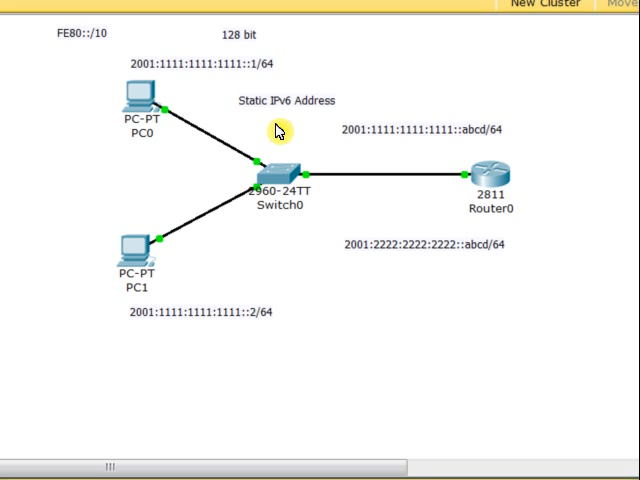 New Cluster
Move
FE80::/10
128 bit
2001:1111:1111:1111::1/64
Static IPv6 Address
2001:1111:1111:1111::abcd/64
PC-PT
PC0
2960-24TT
Switch0
2811
Router0
2001:2222:2222:2222::abcd/64
PC-PT
PC1
2001:1111:1111:1111::2/64